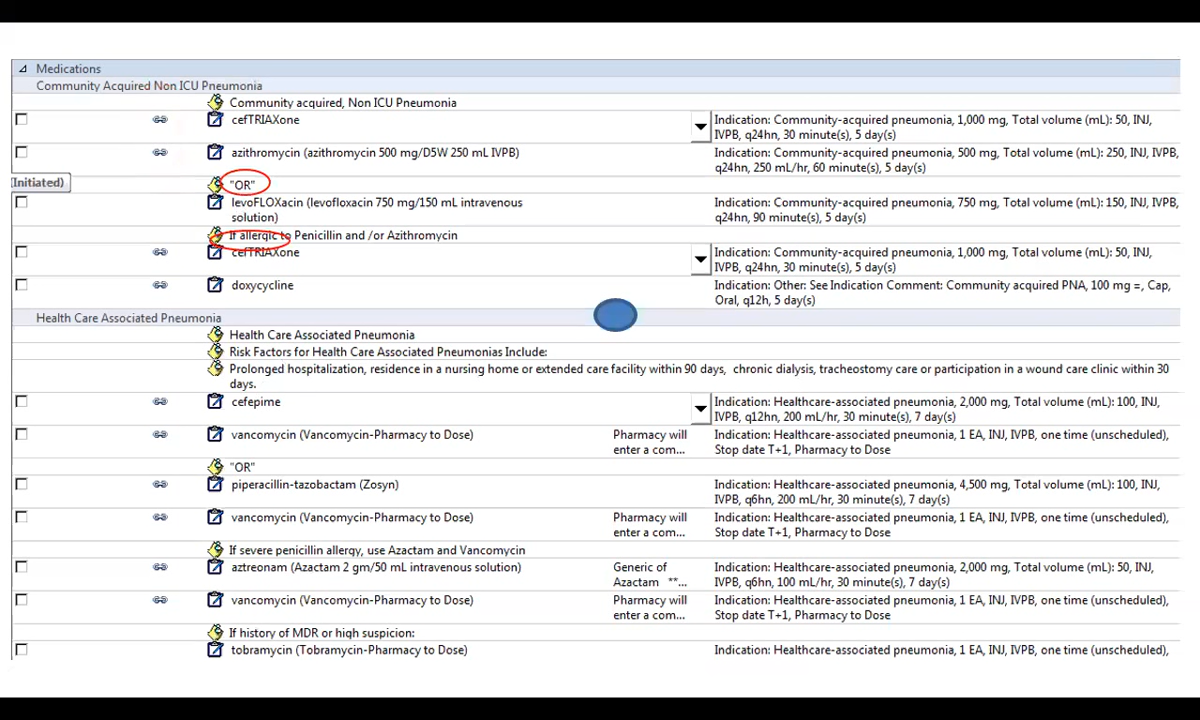 Medications
Community Acquired Non ICU Pneumonia
Community acquired, Non ICU Pneumonia
cefTRIAXone
Indication: Community-acquired pneumonia, 1,000 mg, Total volume (mL): 50, INJ,
IVPB, q24hn, 30 minute(s), 5 day(s)
azithromycin (azithromycin 500 mg/D5W 250 mL IVPB)
Indication: Community-acquired pneumonia, 500 mg, Total volume (mL): 250, INJ, IVPB,
q24hn, 250 mL/hr, 60 minute(s), 5 day(s)
Initiated)
"OR"
levoFLOXacin (levofloxacin 750 mg/150 mL intravenous
solution)
Indication: Community-acquired pneumonia, 750 mg, Total volume (mL): 150, INJ, IVPB,
q24hn, 90 minute(s), 5 day(s)
If allergic to Penicillin and /or Azithromycin
cefTRIAXone
Indication: Community-acquired pneumonia, 1,000 mg, Total volume (mL): 50, INJ,
IVPB, q24hn, 30 minute(s), 5 day(s)
doxycycline
Indication: Other: See Indication Comment: Community acquired PNA, 100 mg =, Cap,
Oral, q12h, 5 day(s)
Health Care Associated Pneumonia
Health Care Associated Pneumonia
Risk Factors for Health Care Associated Pneumonias Include:
Prolonged hospitalization, residence in a nursing home or extended care facility within 90 days, chronic dialysis, tracheostomy care or participation in a wound care clinic within 30
days.
cefepime
Indication: Healthcare-associated pneumonia, 2,000 mg, Total volume (mL): 100, INJ,
IVPB, q12hn, 200 mL/hr, 30 minute(s), 7 day(s)
vancomycin (Vancomycin-Pharmacy to Dose)
Pharmacy will
enter a com...
Indication: Healthcare-associated pneumonia, 1 EA, INJ, IVPB, one time (unscheduled),
Stop date T+1, Pharmacy to Dose
"OR"
piperacillin-tazobactam (Zosyn)
Indication: Healthcare-associated pneumonia, 4,500 mg, Total volume (mL): 100, INJ,
IVPB, q6hn, 200 mL/hr, 30 minute(s), 7 day(s)
vancomycin (Vancomycin-Pharmacy to Dose)
Pharmacy will
enter a com...
Indication: Healthcare-associated pneumonia, 1 EA, INJ, IVPB, one time (unscheduled),
Stop date T+1, Pharmacy to Dose
If severe penicillin allergy, use Azactam and Vancomycin
aztreonam (Azactam 2 gm/50 mL intravenous solution)
Generic of
Azactam **...
Indication: Healthcare-associated pneumonia, 2,000 mg, Total volume (mL): 50, INJ,
IVPB, q6hn, 100 mL/hr, 30 minute(s), 7 day(s)
vancomycin (Vancomycin-Pharmacy to Dose)
Pharmacy will
enter a com...
Indication: Healthcare-associated pneumonia, 1 EA, INJ, IVPB, one time (unscheduled),
Stop date T+1, Pharmacy to Dose
If history of MDR or high suspicion:
tobramycin (Tobramycin-Pharmacy to Dose)
Indication: Healthcare-associated pneumonia, 1 EA, INJ, IVPB, one time (unscheduled),